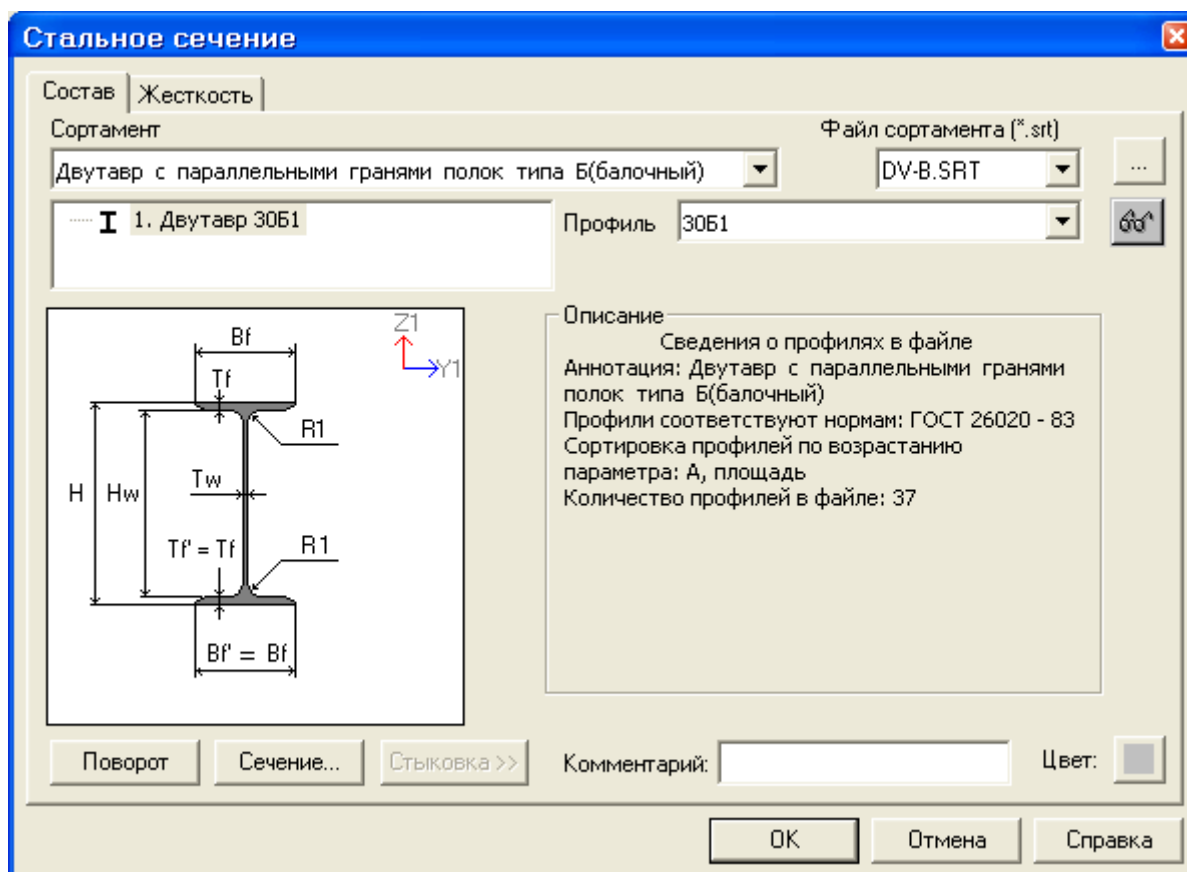 Стальное сечение
Состав
Жесткость
Сортамент
Файл сортамента (*.srt)
Двутавр с параллельными гранями полок типа Б(балочный)
DV-B.SRT
...
1. Двутавр 30Б1
Профиль
30Б1
Bf
Z1
Y1
Tf
R1
H
Hw
Tw
Tf' = Tf
R1
Bf' = Bf
Описание
Сведения о профилях в файле
Аннотация: Двутавр с параллельными гранями
полок типа Б(балочный)
Профили соответствуют нормам: ГОСТ 26020 - 83
Сортировка профилей по возрастанию
параметра: А, площадь
Количество профилей в файле: 37
Поворот
Сечение...
Стыковка >>
Комментарий:
Цвет:
OK
Отмена
Справка